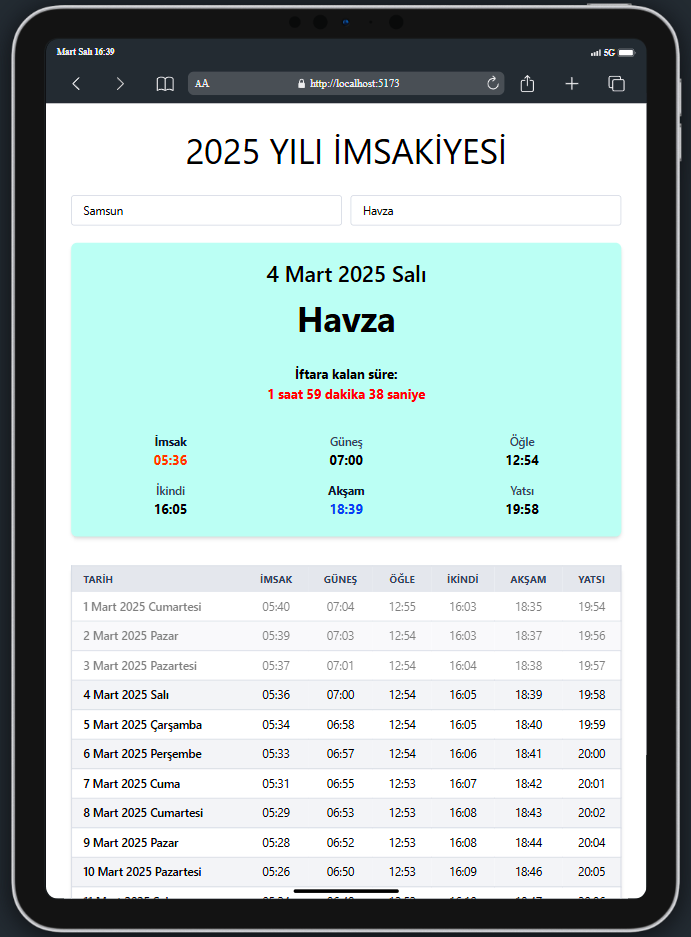 Mart Salı 16:39
5G
AA
http://localhost:5173
2025 YILI İMSAKİYESİ
Samsun
Havza
4 Mart 2025 Salı
Havza
İftara kalan süre:
1 saat 59 dakika 38 saniye
İmsak Güneş Öğle
05:36 07:00 12:54
İkindi Akşam Yatsı
16:05 18:39 19:58
TARİH İMSAK GÜNEŞ ÖĞLE İKİNDİ AKŞAM YATSI
1 Mart 2025 Cumartesi 05:40 07:04 12:55 16:03 18:35 19:54
2 Mart 2025 Pazar 05:39 07:03 12:54 16:03 18:37 19:56
3 Mart 2025 Pazartesi 05:37 07:01 12:54 16:04 18:38 19:57
4 Mart 2025 Salı 05:36 07:00 12:54 16:05 18:39 19:58
5 Mart 2025 Çarşamba 05:34 06:58 12:54 16:05 18:40 19:59
6 Mart 2025 Perşembe 05:33 06:57 12:54 16:06 18:41 20:00
7 Mart 2025 Cuma 05:31 06:55 12:53 16:07 18:42 20:01
8 Mart 2025 Cumartesi 05:29 06:53 12:53 16:08 18:43 20:02
9 Mart 2025 Pazar 05:28 06:52 12:53 16:08 18:44 20:04
10 Mart 2025 Pazartesi 05:26 06:50 12:53 16:09 18:46 20:05